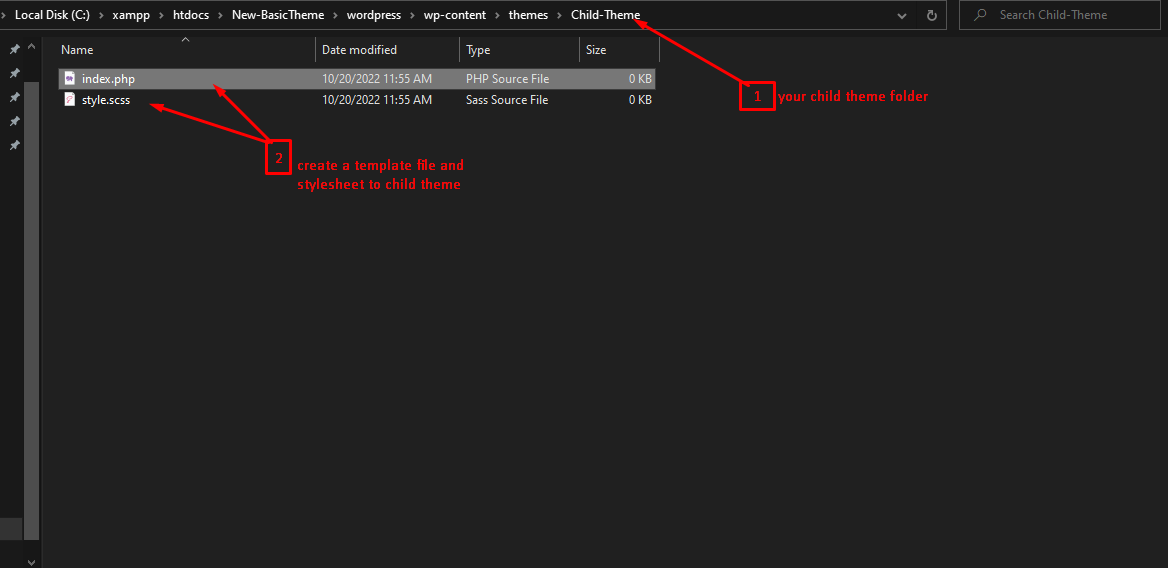 Local Disk (C:) > xampp > htdocs > New-BasicTheme > wordpress > wp-content > themes > Child-Theme
Search Child-Theme
Name Date modified Type Size
index.php 10/20/2022 11:55 AM PHP Source File 0 KB
style.scss 10/20/2022 11:55 AM Sass Source File 0 KB
1 your child theme folder
2 create a template file and
stylesheet to child theme